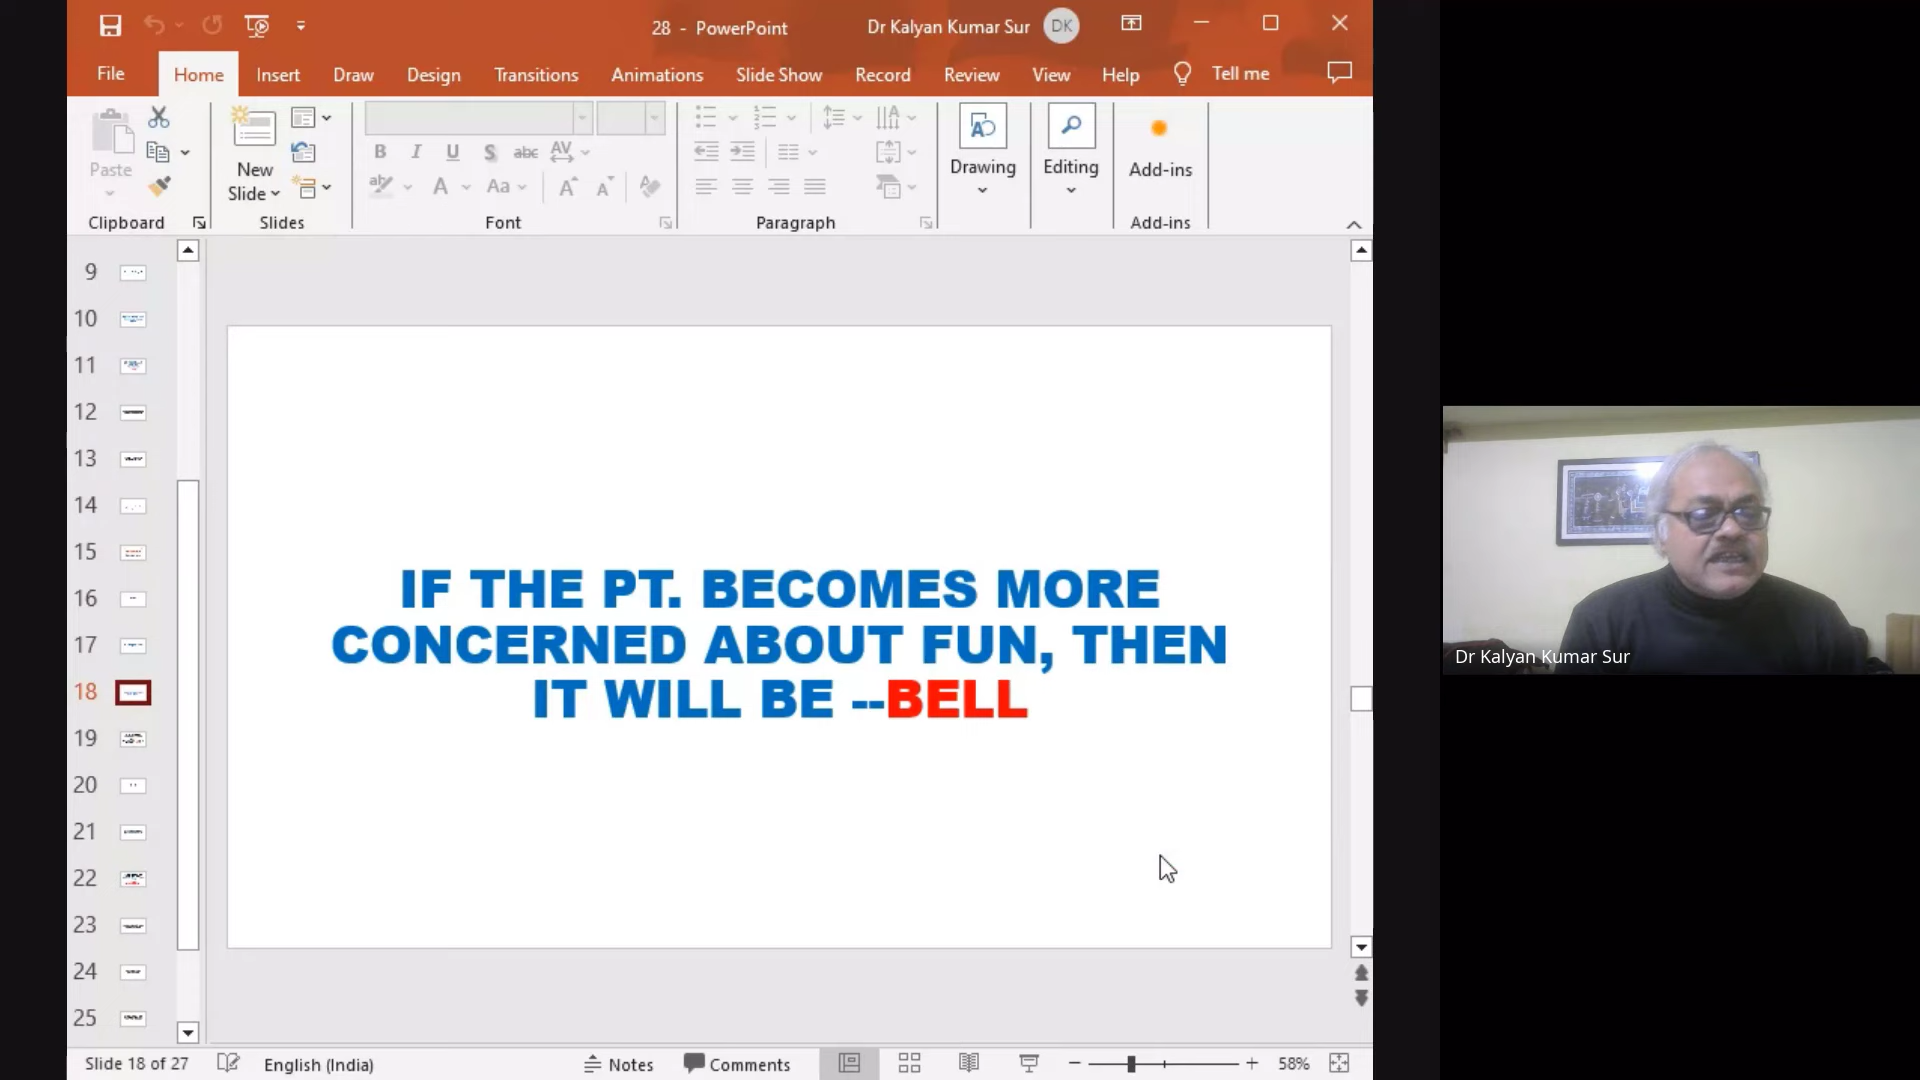 28 - PowerPoint
Dr Kalyan Kumar Sur
DK
File
Home
Insert
Draw
Design
Transitions
Animations
Slide Show
Record
Review
View
Help
Tell me
Paste
New
Slide
Drawing
Editing
Add-ins
Clipboard
Slides
Font
Paragraph
Add-ins
9
10
11
12
13
14
15
16
17
18
19
20
21
22
23
24
25
IF THE PT. BECOMES MORE
CONCERNED ABOUT FUN, THEN
IT WILL BE --BELL
Dr Kalyan Kumar Sur
Slide 18 of 27
English (India)
Notes
Comments
58%